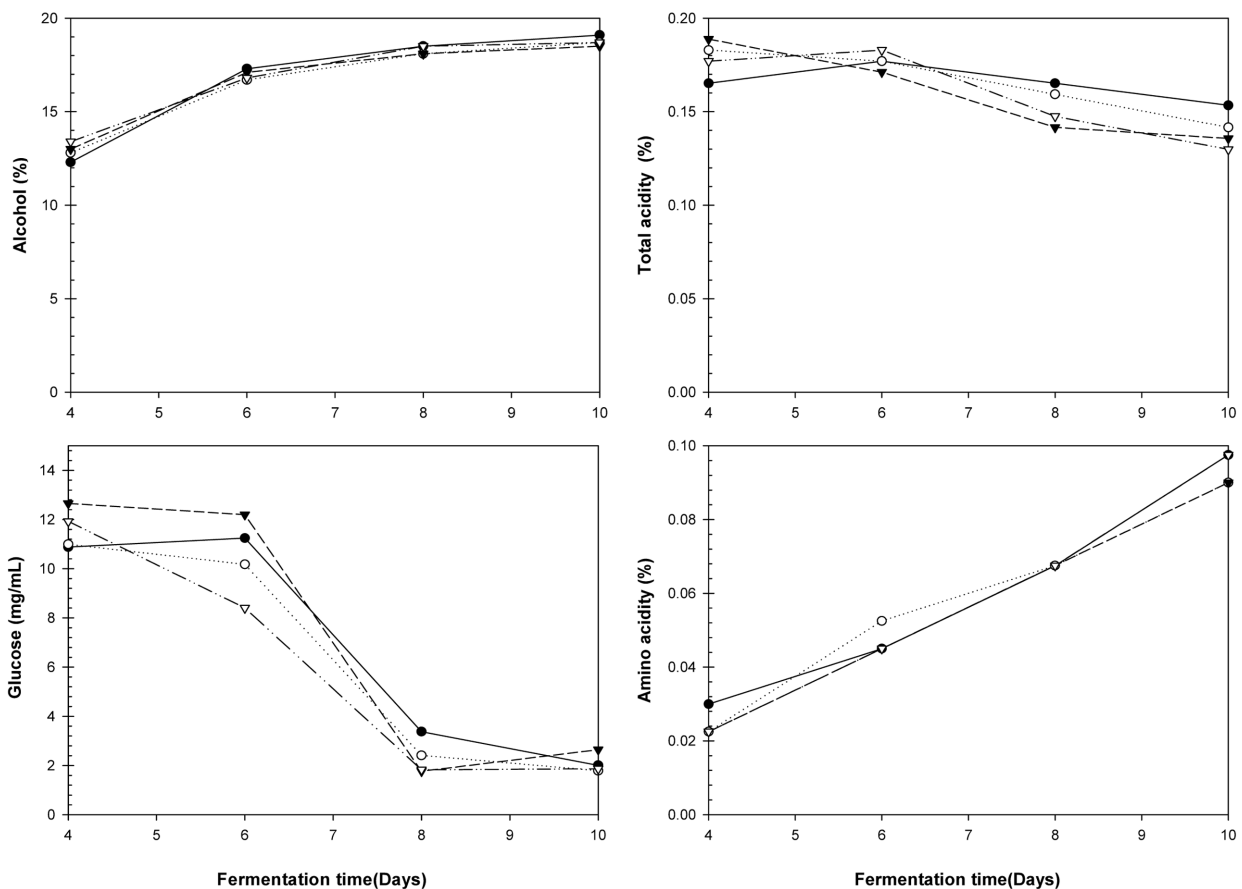 Alcohol (%)
20
15
10
5
0
4 5 6 7 8 9 10
Total acidity (%)
0.20
0.15
0.10
0.05
0.00
4 5 6 7 8 9 10
Glucose (mg/mL)
14
12
10
8
6
4
2
0
4 5 6 7 8 9 10
Fermentation time(Days)
Amino acidity (%)
0.10
0.08
0.06
0.04
0.02
0.00
4 5 6 7 8 9 10
Fermentation time(Days)